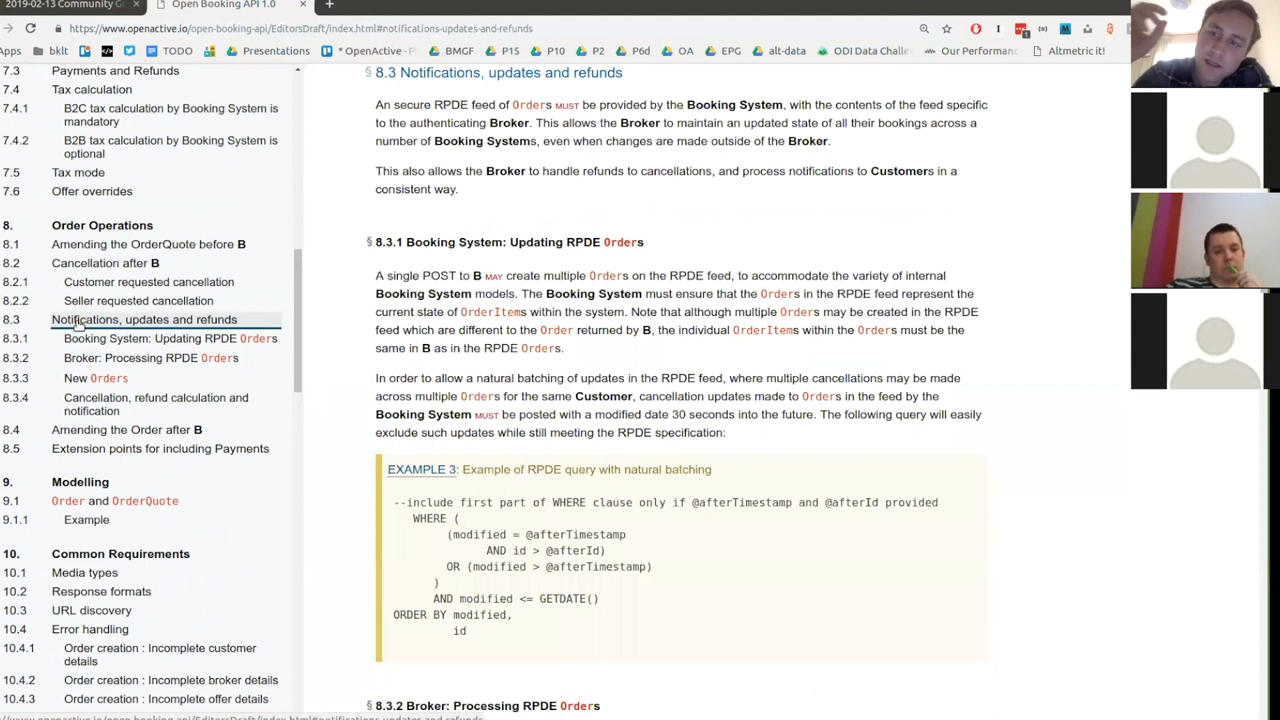 2019-02-13 Community G
Open Booking API 1.0
https://www.openactive.io/open-booking-api/EditorsDraft/index.html#notifications-updates-and-refunds
Apps bklt TODO Presentations * OpenActive - Pl BMGF P15 P10 P2 P6d OA EPG alt-data ODI Data Challe Our Performanc Altmetric it!
7.3 Payments and Refunds
7.4 Tax calculation
7.4.1 B2C tax calculation by Booking System is
mandatory
7.4.2 B2B tax calculation by Booking System is
optional
7.5 Tax mode
7.6 Offer overrides
8. Order Operations
8.1 Amending the OrderQuote before B
8.2 Cancellation after B
8.2.1 Customer requested cancellation
8.2.2 Seller requested cancellation
8.3 Notifications, updates and refunds
8.3.1 Booking System: Updating RPDE Orders
8.3.2 Broker: Processing RPDE Orders
8.3.3 New Orders
8.3.4 Cancellation, refund calculation and
notification
8.4 Amending the Order after B
8.5 Extension points for including Payments
9. Modelling
9.1 Order and OrderQuote
9.1.1 Example
10. Common Requirements
10.1 Media types
10.2 Response formats
10.3 URL discovery
10.4 Error handling
10.4.1 Order creation : Incomplete customer
details
10.4.2 Order creation : Incomplete broker details
10.4.3 Order creation : Incomplete offer details
§ 8.3 Notifications, updates and refunds
An secure RPDE feed of Orders MUST be provided by the Booking System, with the contents of the feed specific
to the authenticating Broker. This allows the Broker to maintain an updated state of all their bookings across a
number of Booking Systems, even when changes are made outside of the Broker.
This also allows the Broker to handle refunds to cancellations, and process notifications to Customers in a
consistent way.
§ 8.3.1 Booking System: Updating RPDE Orders
A single POST to B MAY create multiple Orders on the RPDE feed, to accommodate the variety of internal
Booking System models. The Booking System must ensure that the Orders in the RPDE feed represent the
current state of OrderItems within the system. Note that although multiple Orders may be created in the RPDE
feed which are different to the Order returned by B, the individual OrderItems within the Orders must be the
same in B as in the RPDE Orders.
In order to allow a natural batching of updates in the RPDE feed, where multiple cancellations may be made
across multiple Orders for the same Customer, cancellation updates made to Orders in the feed by the
Booking System MUST be posted with a modified date 30 seconds into the future. The following query will easily
exclude such updates while still meeting the RPDE specification:
EXAMPLE 3: Example of RPDE query with natural batching
--include first part of WHERE clause only if @afterTimestamp and @afterId provided
WHERE (
(modified = @afterTimestamp
AND id > @afterId)
OR (modified > @afterTimestamp)
)
AND modified <= GETDATE()
ORDER BY modified,
id
§ 8.3.2 Broker: Processing RPDE Orders